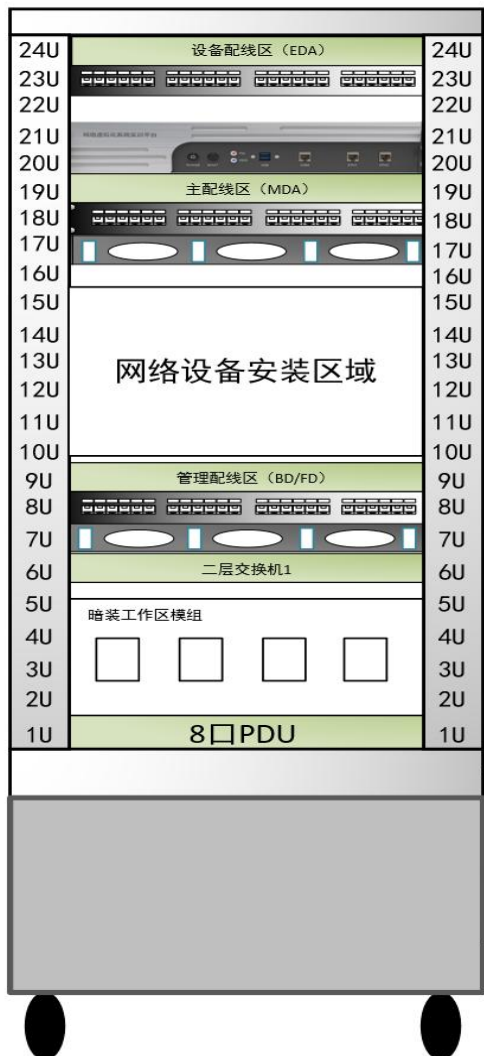 24U 设备配线区（EDA） 24U
23U 23U
22U 22U
21U 21U
20U 20U
19U 主配线区（MDA） 19U
18U 18U
17U 17U
16U 16U
15U 15U
14U 14U
13U 网络设备安装区域 13U
12U 12U
11U 11U
10U 10U
9U 管理配线区（BD/FD） 9U
8U 8U
7U 7U
6U 二层交换机1 6U
5U 暗装工作区模组 5U
4U 4U
3U 3U
2U 2U
1U 8口PDU 1U